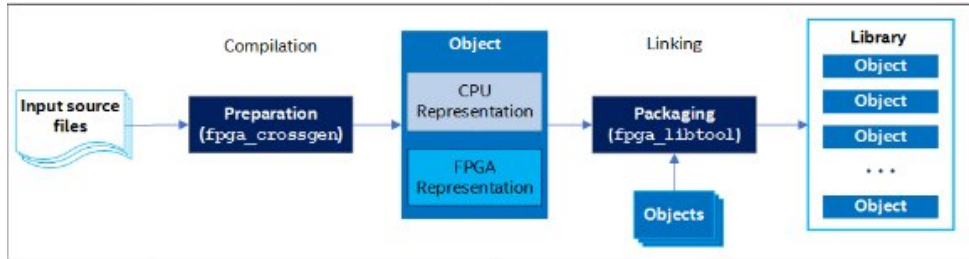 Compilation
Object
Linking
Library
Input source
files
Preparation
(fpga_crossgen)
CPU
Representation
FPGA
Representation
Packaging
(fpga_libtool)
Objects
Object
Object
Object
...
Object